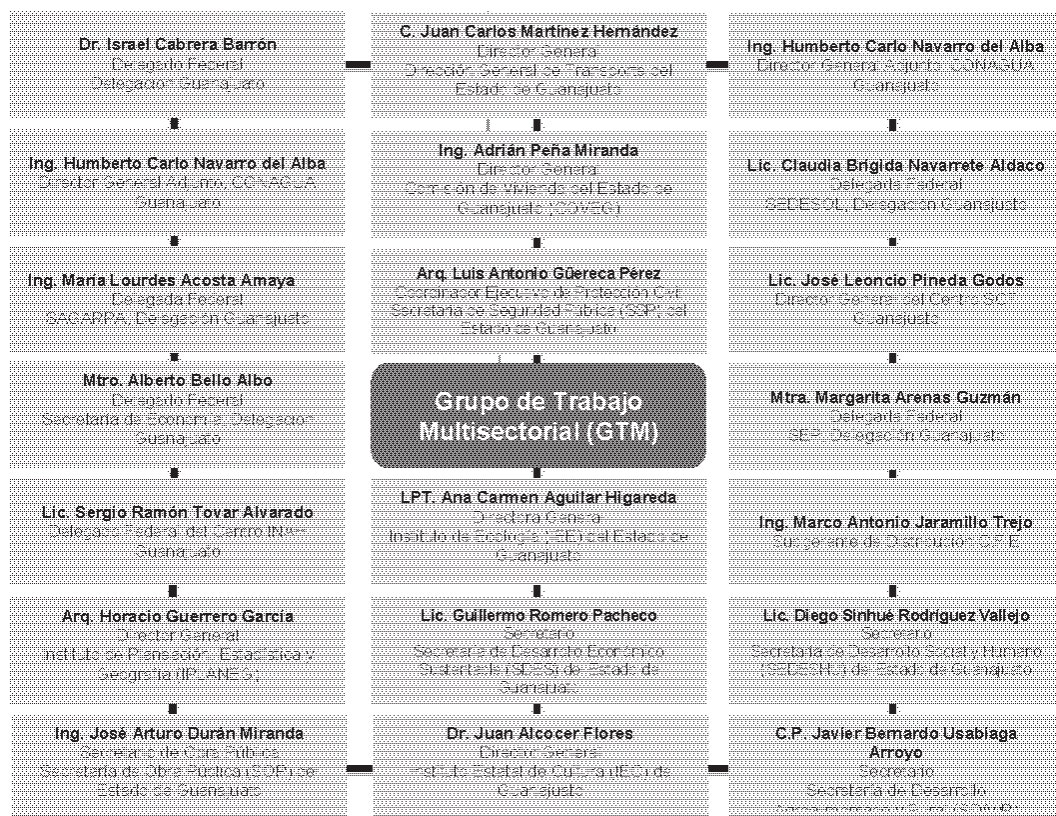 Dr. Israel Cabrera Barrón
Delegado Federal
Delegación Guanajuato
Ing. Humberto Carlo Navarro del Alba
Director General Adjunto, CONAGUA
Guanajuato
Ing. María Lourdes Acosta Amaya
Delegada Federal
SAGARPA, Delegación Guanajuato
Mtro. Alberto Bello Albo
Delegado Federal
Secretaría de Economía, Delegación
Guanajuato
Lic. Sergio Ramón Tovar Alvarado
Delegado Federal del Centro INAH
Guanajuato
Arq. Horacio Guerrero García
Director General
Instituto de Planeación, Estadística y
Geografía (IPLANEG)
Ing. José Arturo Durán Miranda
Secretario de Obra Pública
Secretaría de Obra Pública (SOP) del
Estado de Guanajuato
C. Juan Carlos Martínez Hernández
Director General
Dirección General de Transporte del
Estado de Guanajuato
Ing. Adrián Peña Miranda
Director General
Comisión de Vivienda del Estado de
Guanajuato (COVEG)
Arq. Luis Antonio Güereca Pérez
Coordinador Ejecutivo de Protección Civil
Secretaría de Seguridad Pública (SSP) del
Estado de Guanajuato
Grupo de Trabajo
Multisectorial (GTM)
LPT. Ana Carmen Aguilar Higareda
Directora General
Instituto de Ecología (IEE) del Estado de
Guanajuato
Lic. Guillermo Romero Pacheco
Secretario
Secretaría de Desarrollo Económico
Sustentable (SDES) del Estado de
Guanajuato
Dr. Juan Alcocer Flores
Director General
Instituto Estatal de Cultura (IEC) de
Guanajuato
Ing. Humberto Carlo Navarro del Alba
Director General Adjunto, CONAGUA
Guanajuato
Lic. Claudia Brigida Navarrete Aldaco
Delegada Federal
SEDESOL, Delegación Guanajuato
Lic. José Leoncio Pineda Godos
Director General del Centro SCT
Guanajuato
Mtra. Margarita Arenas Guzmán
Delegada Federal
SEP, Delegación Guanajuato
Ing. Marco Antonio Jaramillo Trejo
Subgerente de Distribución C.F.E.
Lic. Diego Sinhué Rodríguez Vallejo
Secretario
Secretaría de Desarrollo Social y Humano
(SEDESHU) del Estado de Guanajuato
C.P. Javier Bernardo Usabiaga
Arroyo
Secretario
Secretaría de Desarrollo